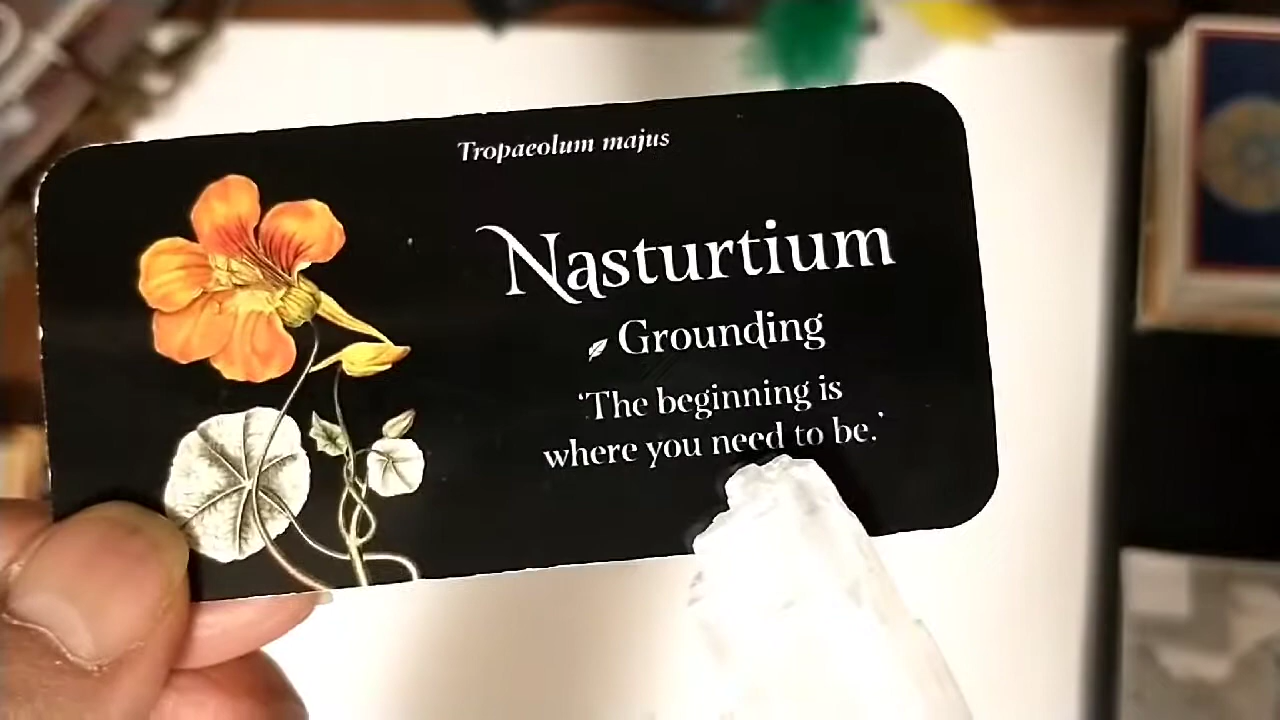 Tropaeolum majus
Nasturtium
Grounding
‘The beginning is
where you need to be.’